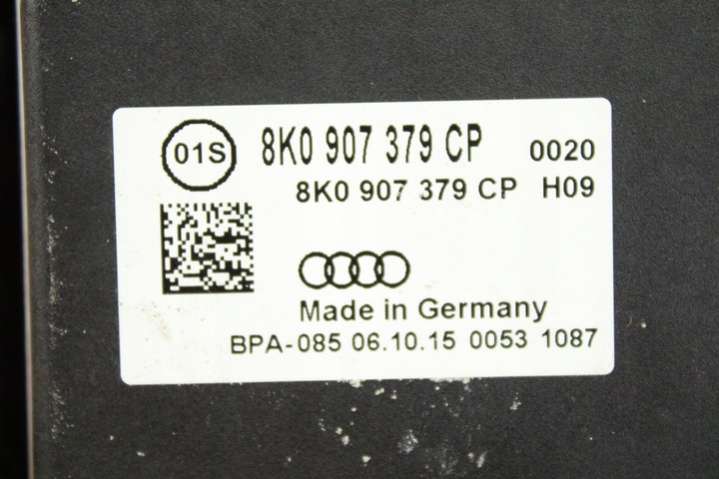 01S 8K0 907 379 CP 0020
8K0 907 379 CP H09
Made in Germany
BPA-085 06.10.15 0053 1087